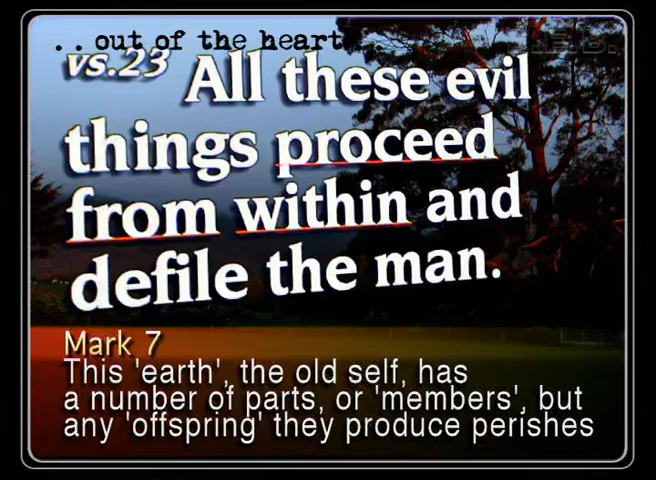 . . out of the heart . .
vs.23 All these evil
things proceed
from within and
defile the man.
Mark 7
This 'earth', the old self, has
a number of parts, or 'members', but
any 'offspring' they produce perishes